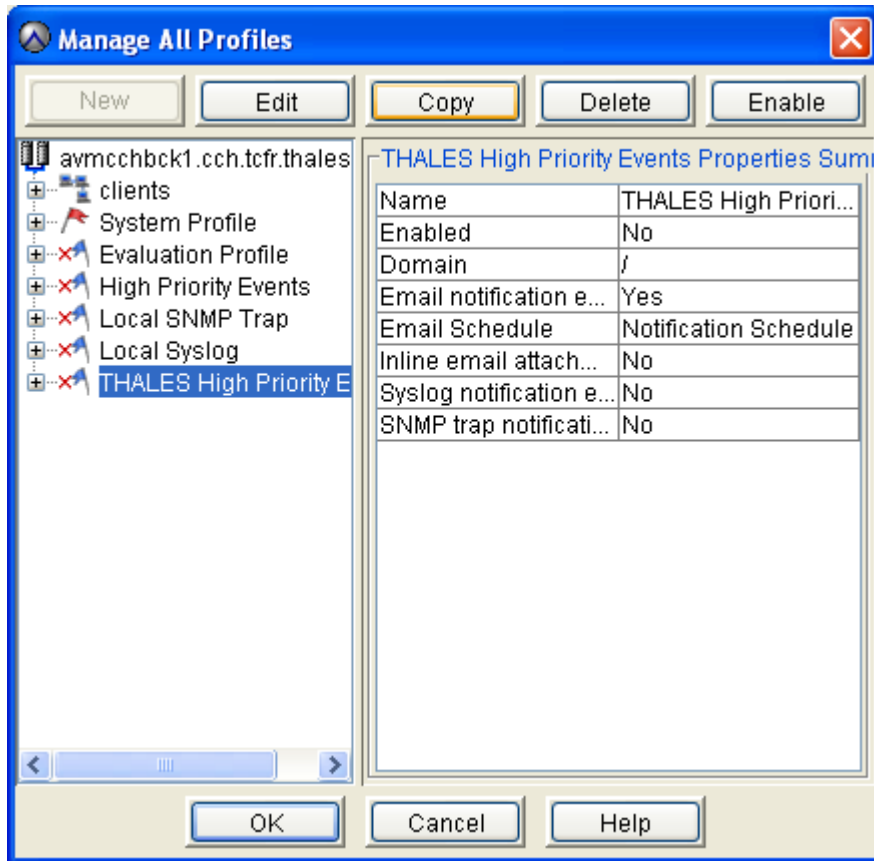 Manage All Profiles
New Edit Copy Delete Enable
avmcchbck1.cch.tcfr.thales
clients
System Profile
Evaluation Profile
High Priority Events
Local SNMP Trap
Local Syslog
THALES High Priority E
THALES High Priority Events Properties Sum
Name THALES High Priori...
Enabled No
Domain /
Email notification e... Yes
Email Schedule Notification Schedule
Inline email attach... No
Syslog notification e... No
SNMP trap notificati... No
OK Cancel Help